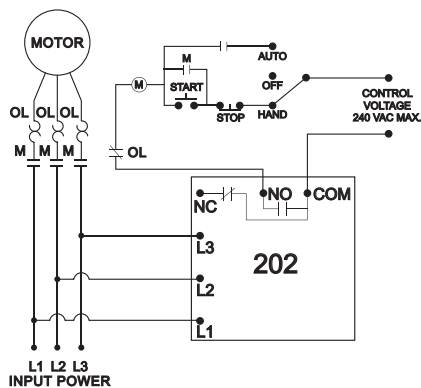 MOTOR
AUTO
M
OFF
M
START
CONTROL
VOLTAGE
240 VAC MAX.
OL OL OL
STOP
HAND
M M M
OL
NC
NO
COM
L3
202
L2
L1
L1 L2 L3
INPUT POWER